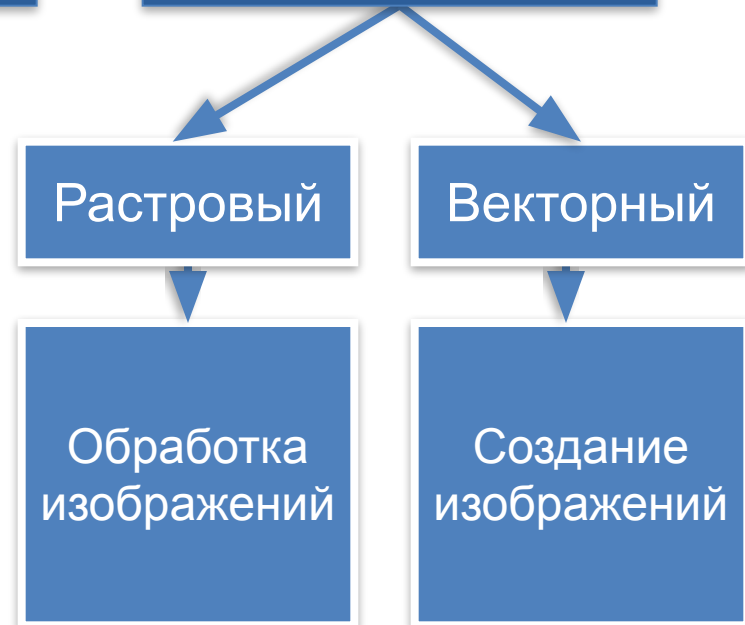 Растровый
Векторный
Обработка
изображений
Создание
изображений